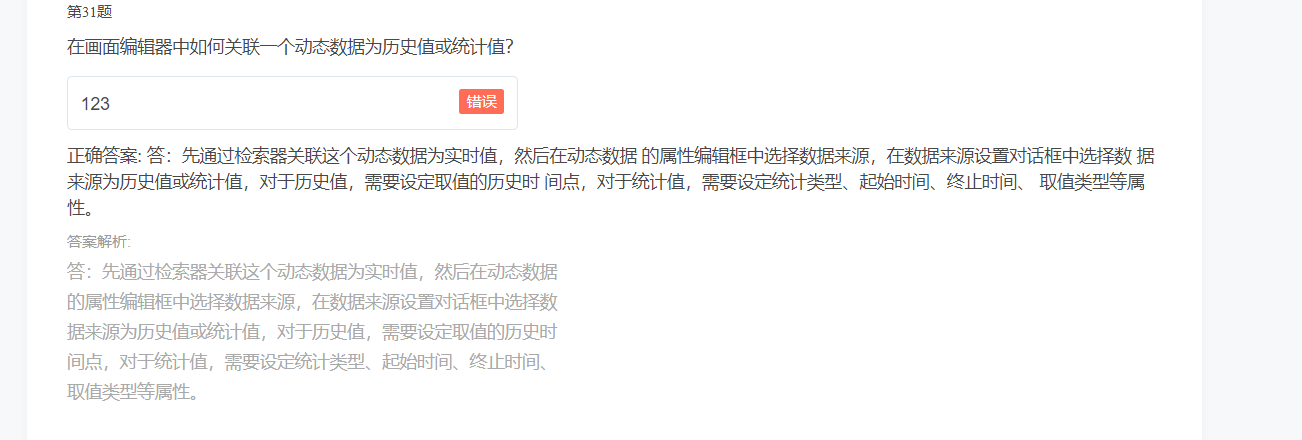 第31题
在画面编辑器中如何关联一个动态数据为历史值或统计值?
123
错误
正确答案: 答：先通过检索器关联这个动态数据为实时值，然后在动态数据 的属性编辑框中选择数据来源，在数据来源设置对话框中选择数 据
来源为历史值或统计值，对于历史值，需要设定取值的历史时 间点，对于统计值，需要设定统计类型、起始时间、终止时间、 取值类型等属
性。
答案解析:
答：先通过检索器关联这个动态数据为实时值，然后在动态数据
的属性编辑框中选择数据来源，在数据来源设置对话框中选择数
据来源为历史值或统计值，对于历史值，需要设定取值的历史时
间点，对于统计值，需要设定统计类型、起始时间、终止时间、
取值类型等属性。